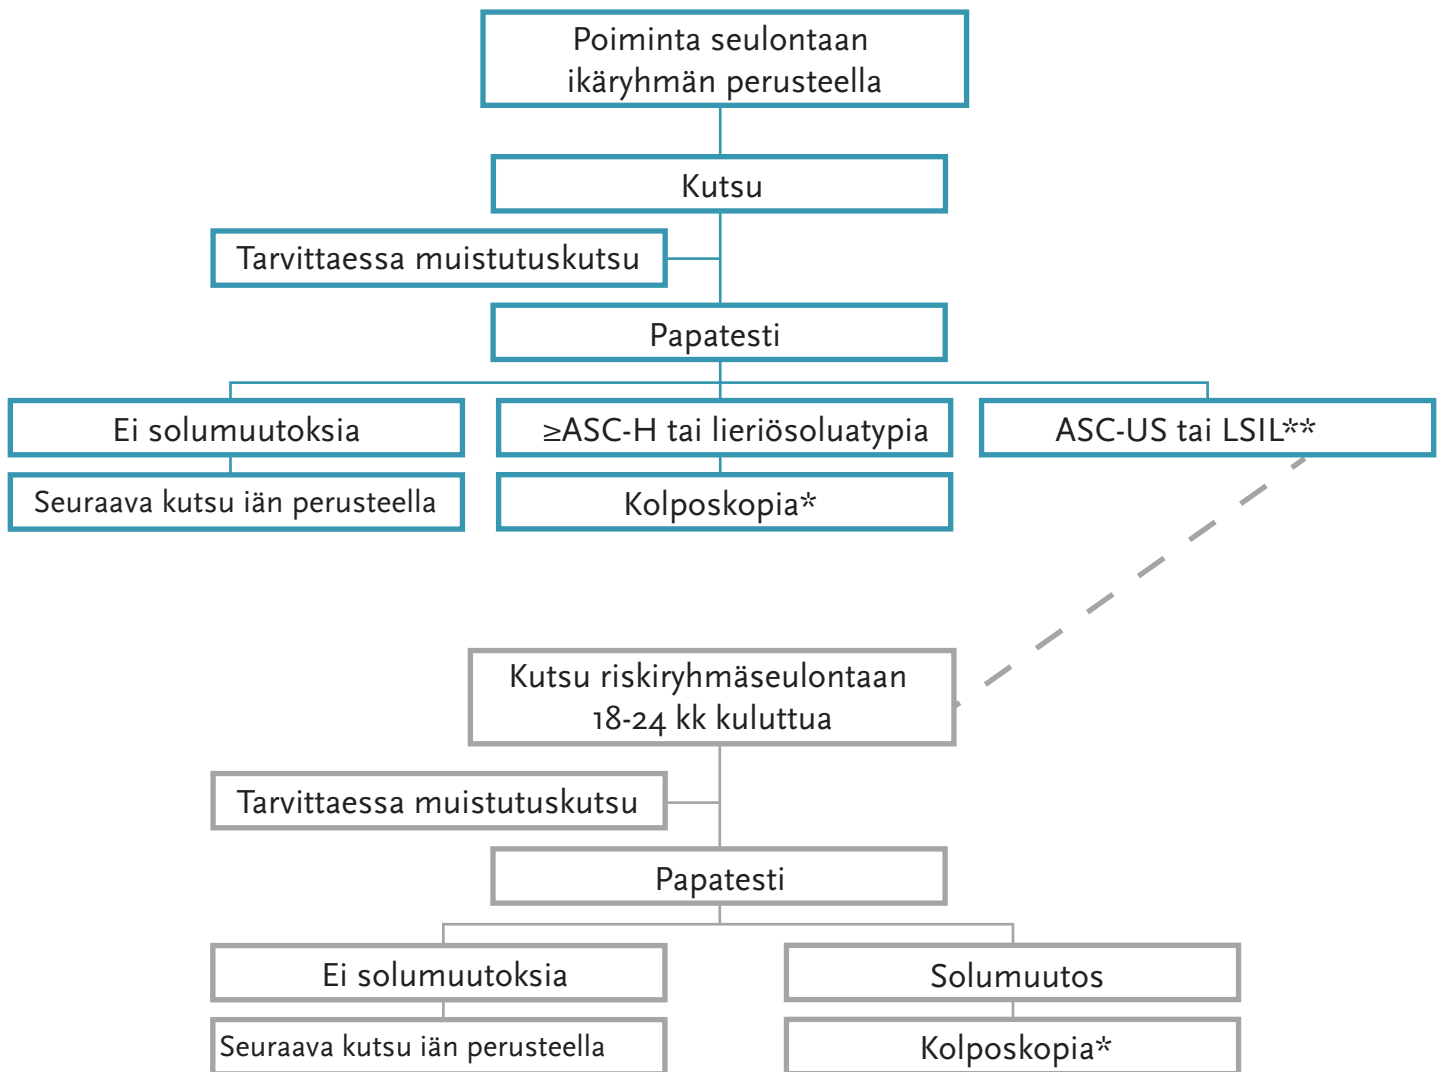 Poiminta seulontaan
ikäryhmän perusteella
Kutsu
Tarvittaessa muistutuskutsu
Papatesti
Ei solumuutoksia
≥ASC-H tai lieriösoluatypia
ASC-US tai LSIL**
Seuraava kutsu iän perusteella
Kolposkopia*
Kutsu riskiryhmäseulontaan
18-24 kk kuluttua
Tarvittaessa muistutuskutsu
Papatesti
Ei solumuutoksia
Solumuutos
Seuraava kutsu iän perusteella
Kolposkopia*